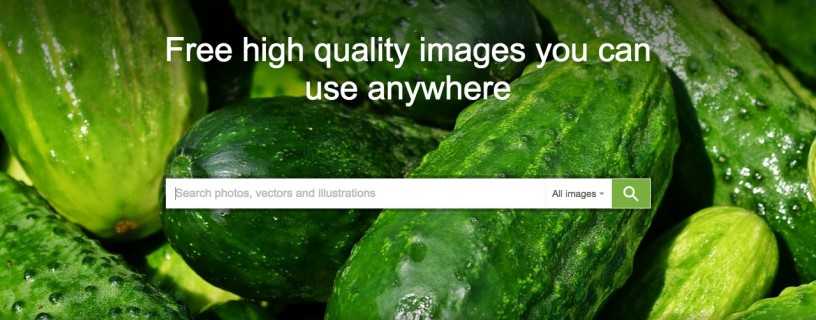 Free high quality images you can
use anywhere
Search photos, vectors and illustrations
All images